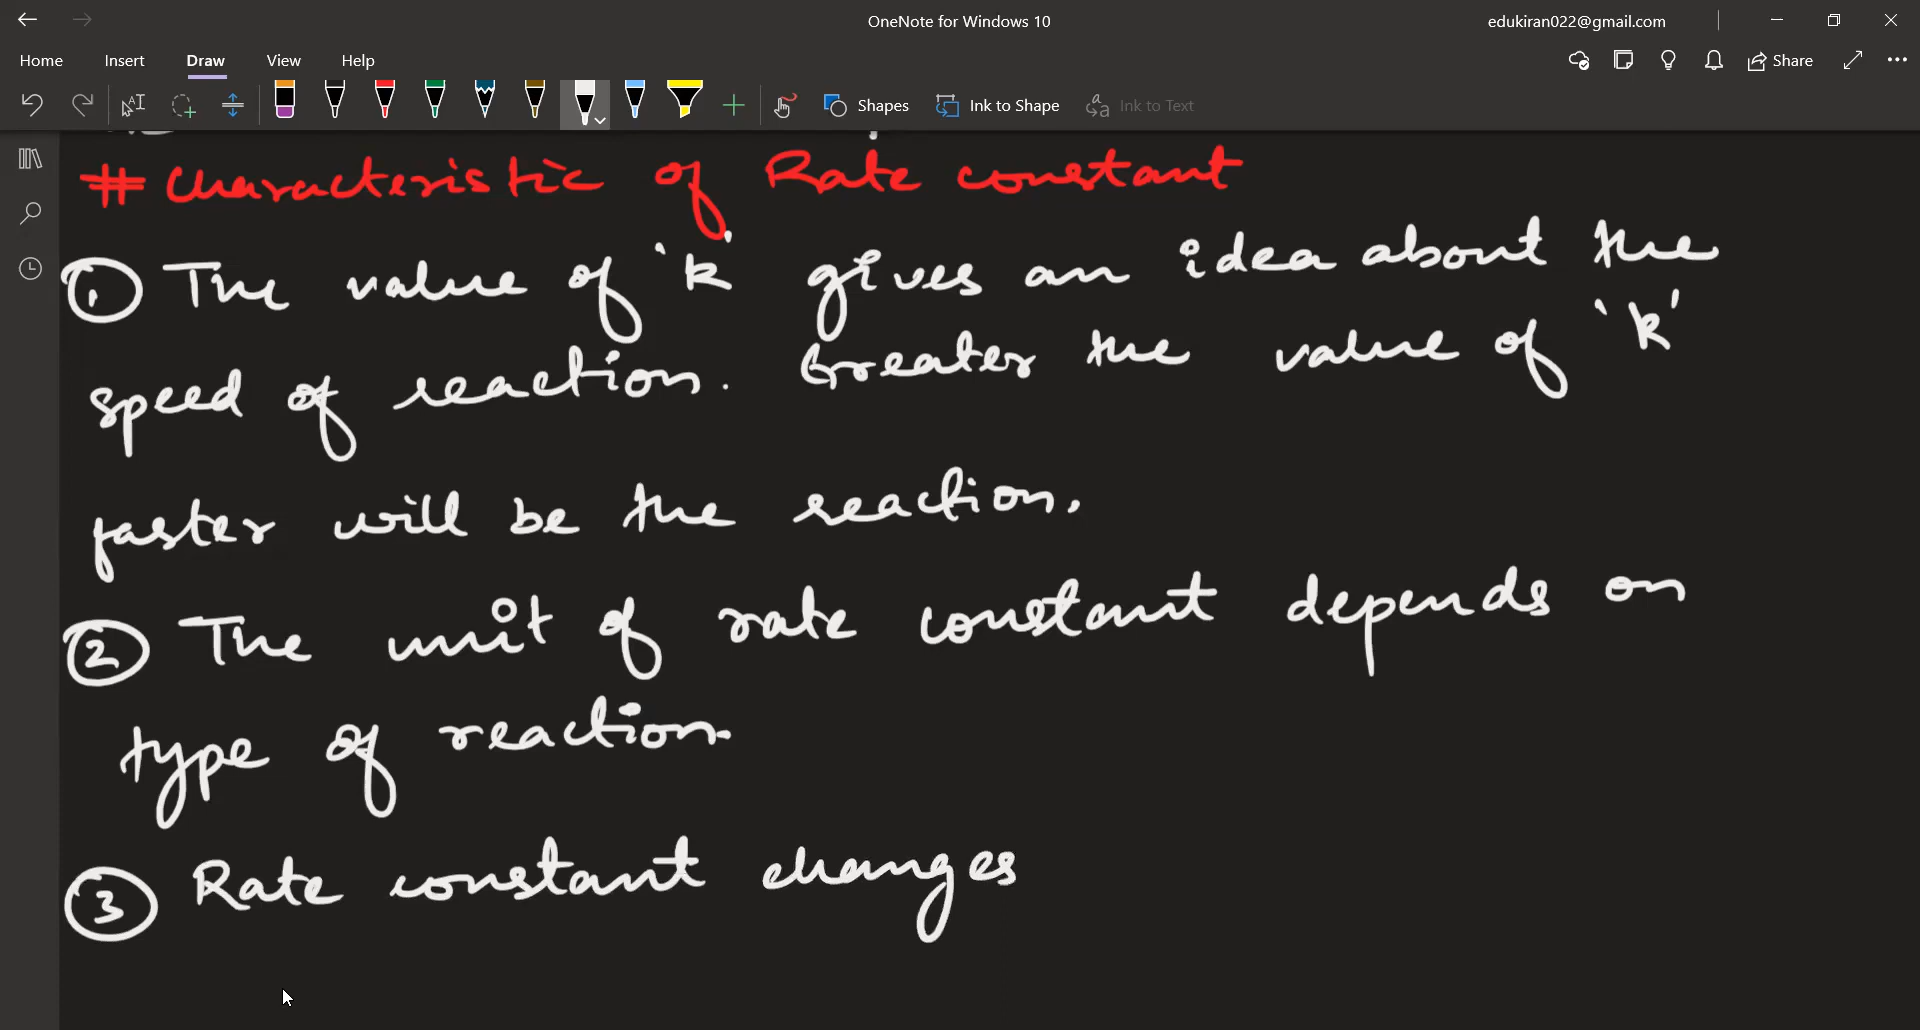 OneNote for Windows 10
edukiran022@gmail.com
Home Insert Draw View Help
Share
Shapes Ink to Shape Ink to Text
# Characteristic of Rate constant
① The value of 'k' gives an idea about the
speed of reaction. Greater the value of 'k'
faster will be the reaction.
② The unit of rate constant depends on
type of reaction.
③ Rate constant changes